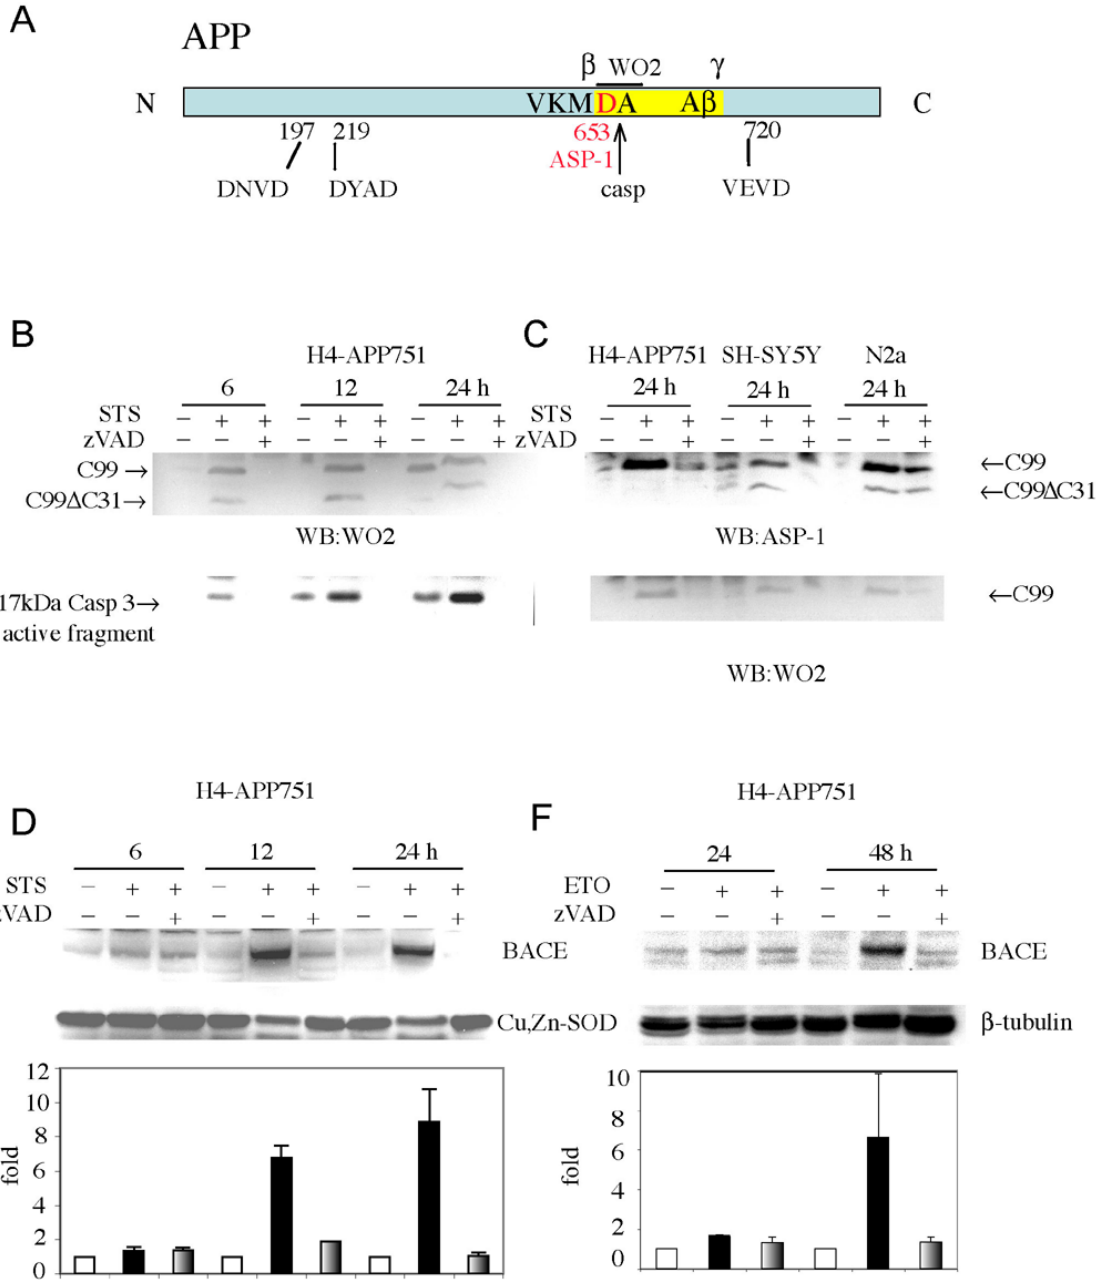 A
APP
β WO2 γ
N VKMDA Aβ C
197 219 653 720
ASP-1
DNVD DYAD casp VEVD
B
H4-APP751
6 12 24 h
STS − + + − + + − + +
zVAD − − + − − + − − +
C99 →
C99ΔC31→
WB:WO2
17kDa Casp 3→
active fragment
C
H4-APP751 SH-SY5Y N2a
24 h 24 h 24 h
STS − + + − + + − + +
zVAD − − + − − + − − +
←C99
←C99ΔC31
WB:ASP-1
←C99
WB:WO2
D
H4-APP751
6 12 24 h
STS − + + − + + − + +
zVAD − − + − − + − − +
BACE
Cu,Zn-SOD
12
10
8
6
4
2
0
fold
F
H4-APP751
24 48 h
ETO − + + − + +
zVAD − − + − − +
BACE
β-tubulin
10
8
6
4
2
0
fold